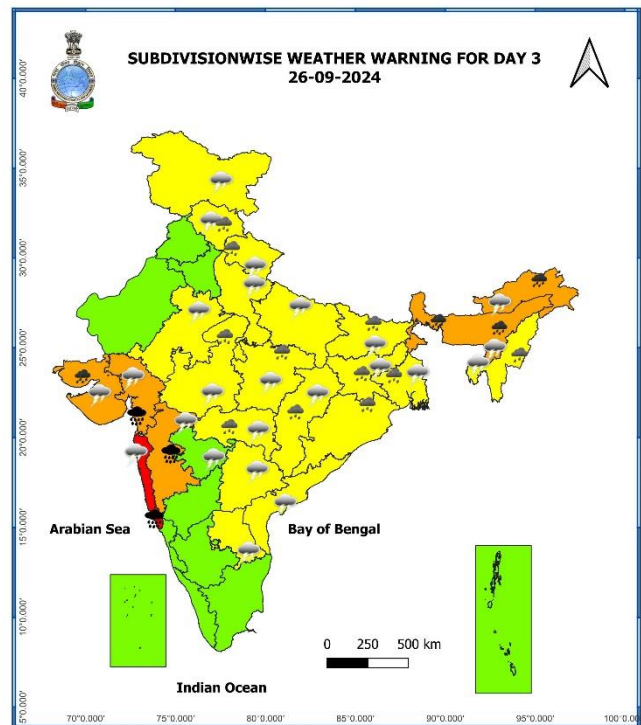 SUBDIVISIONWISE WEATHER WARNING FOR DAY 3
26-09-2024
40°0.000'
35°0.000'
30°0.000'
25°0.000'
20°0.000'
15°0.000'
10°0.000'
5°0.000'
Arabian Sea
Bay of Bengal
0 250 500 km
Indian Ocean
70°0.000' 75°0.000' 80°0.000' 85°0.000' 90°0.000' 95°0.000' 100°0.0